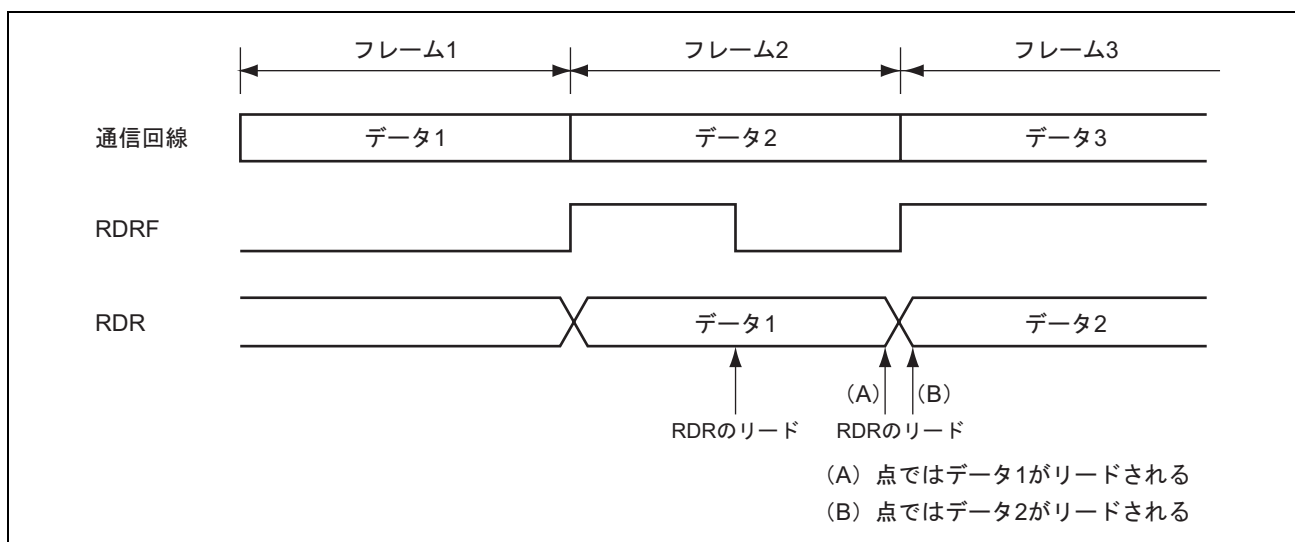 フレーム1 フレーム2 フレーム3
通信回線 データ1 データ2 データ3
RDRF
RDR データ1 データ2
(A) (B)
RDRのリード RDRのリード
(A) 点ではデータ1がリードされる
(B) 点ではデータ2がリードされる